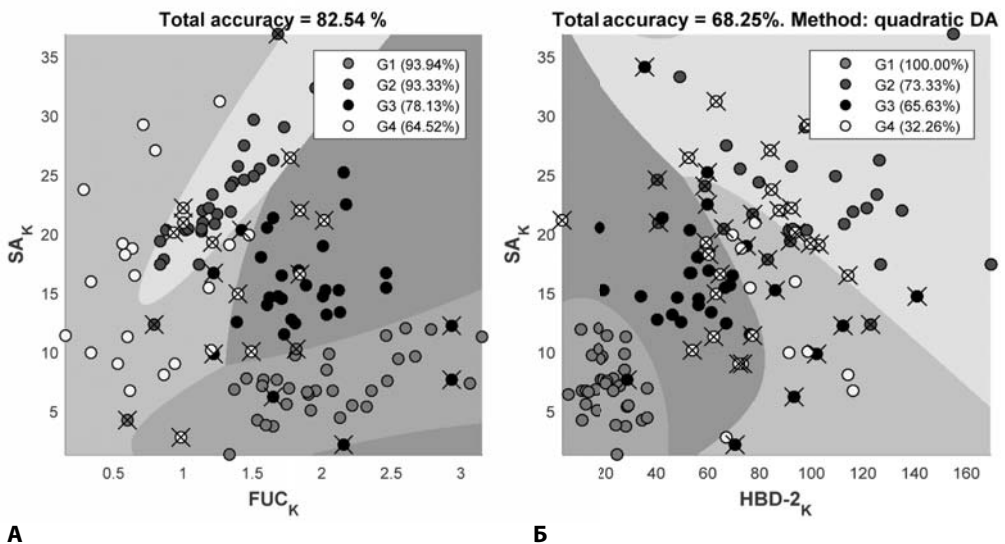 Total accuracy = 82.54 %
35
30
25
20
15
10
5
SA_K
G1 (93.94%)
G2 (93.33%)
G3 (78.13%)
G4 (64.52%)
0.5 1 1.5 2 2.5 3
FUC_K
А
Total accuracy = 68.25%. Method: quadratic DA
35
30
25
20
15
10
5
SA_K
G1 (100.00%)
G2 (73.33%)
G3 (65.63%)
G4 (32.26%)
20 40 60 80 100 120 140 160
HBD-2_K
Б